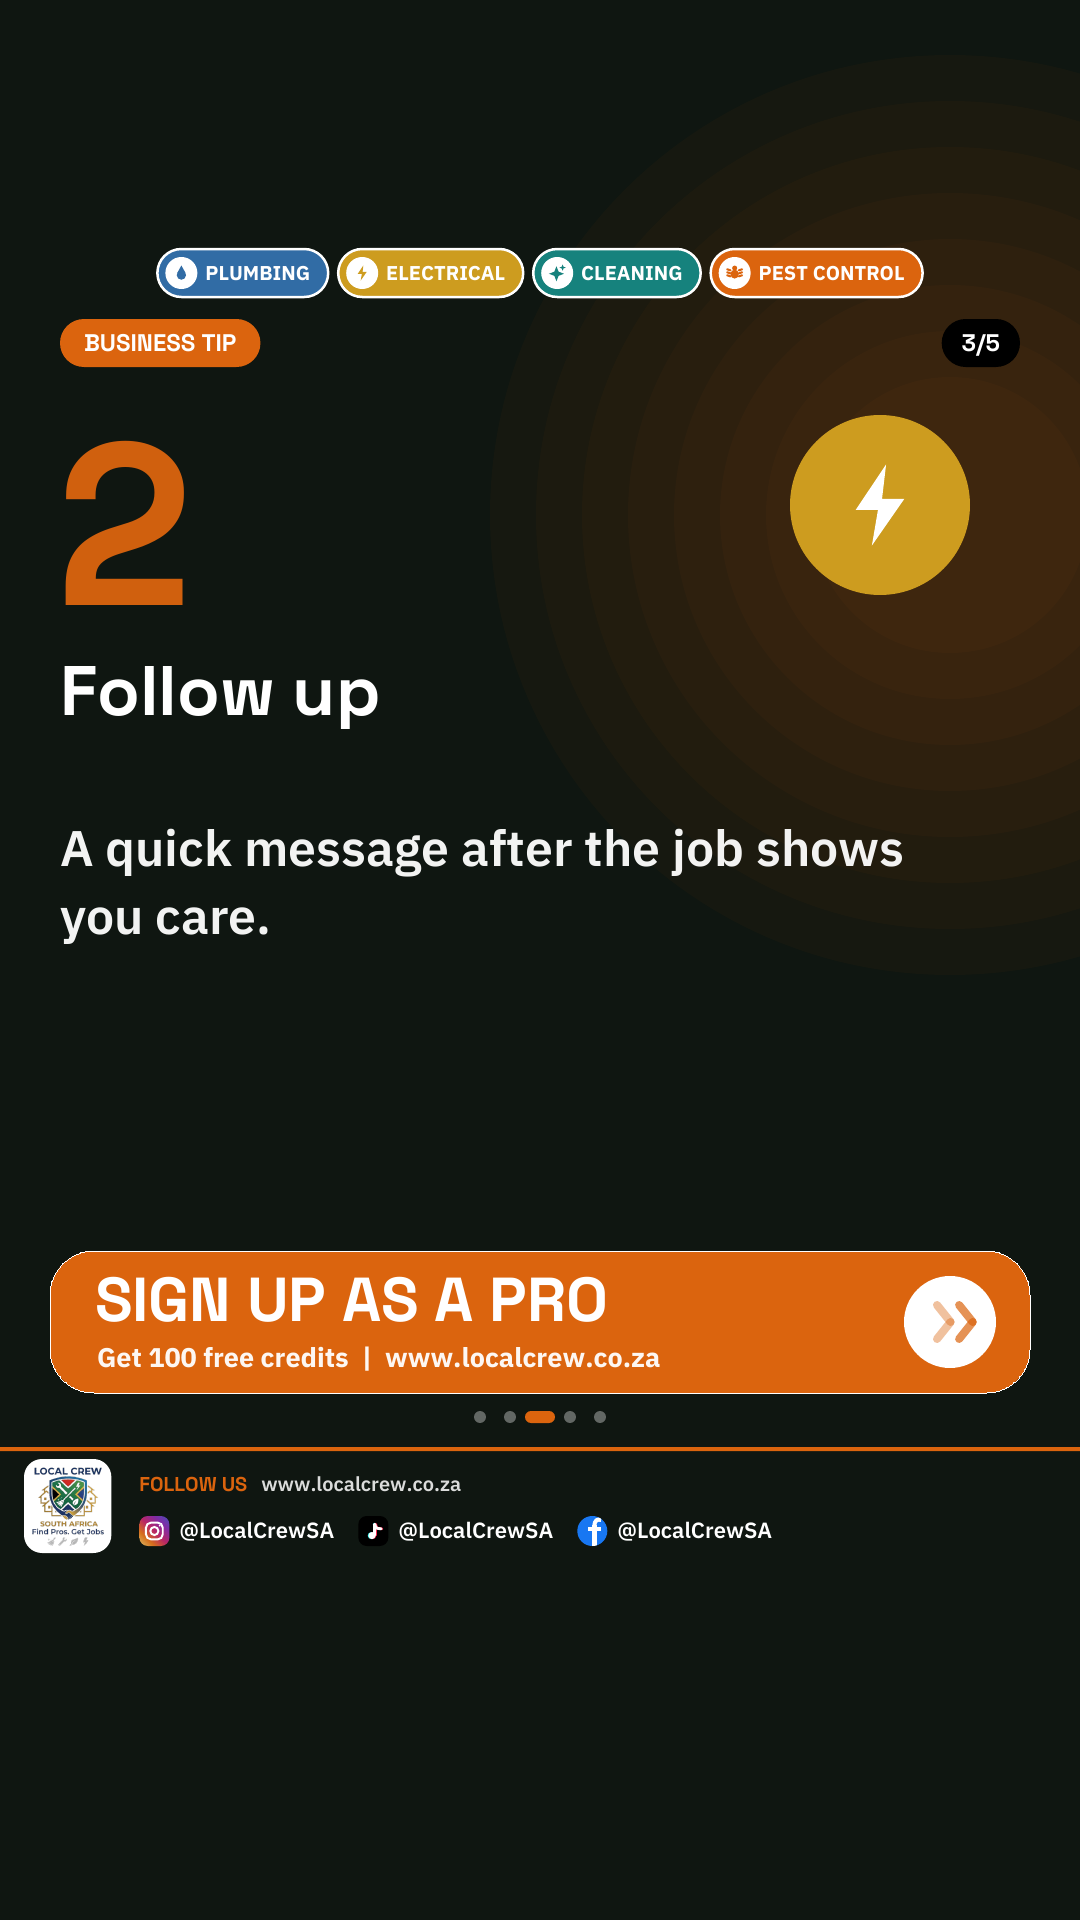 PLUMBING ELECTRICAL CLEANING PEST CONTROL
BUSINESS TIP 3/5
2
Follow up
A quick message after the job shows
you care.
SIGN UP AS A PRO
Get 100 free credits | www.localcrew.co.za
LOCAL CREW
SOUTH AFRICA
Find Pros. Get Jobs
FOLLOW US www.localcrew.co.za
@LocalCrewSA @LocalCrewSA @LocalCrewSA